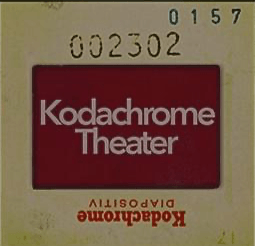 0157
002302
Kodachrome
Theater
Kodachrome
DIAPOSITIV